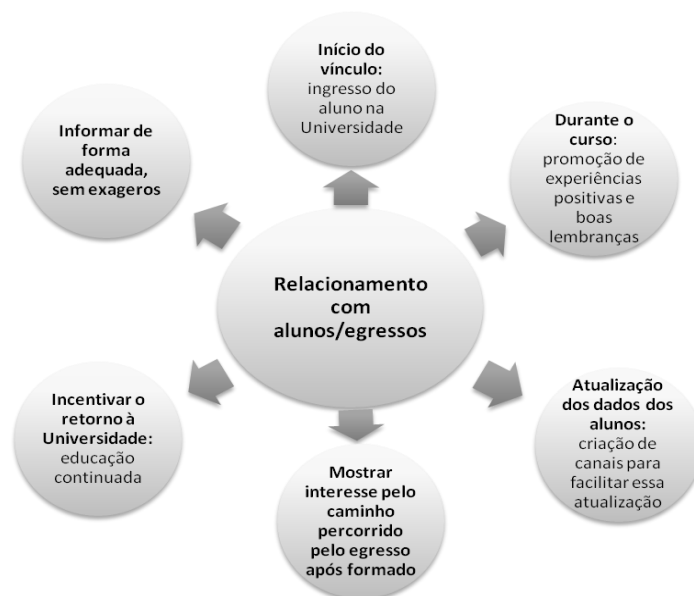 Início do
vínculo:
ingresso do
aluno na
Universidade
Durante o
curso:
promoção de
experiências
positivas e
boas
lembranças
Atualização
dos dados dos
alunos:
criação de
canais para
facilitar essa
atualização
Mostrar
interesse pelo
caminho
percorrido
pelo egresso
após formado
Incentivar o
retorno à
Universidade:
educação
continuada
Informar de
forma
adequada,
sem exageros
Relacionamento
com
alunos/egressos